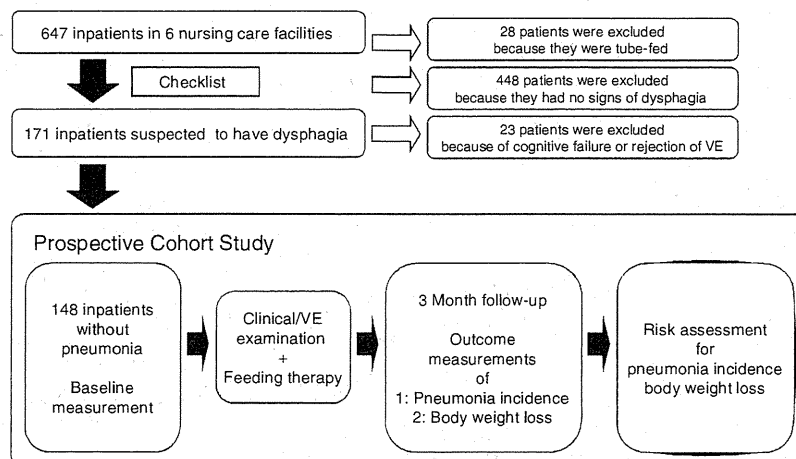 647 inpatients in 6 nursing care facilities
28 patients were excluded
because they were tube-fed
Checklist
448 patients were excluded
because they had no signs of dysphagia
171 inpatients suspected to have dysphagia
23 patients were excluded
because of cognitive failure or rejection of VE
Prospective Cohort Study
148 inpatients
without
pneumonia
Baseline
measurement
Clinical/VE
examination
+
Feeding therapy
3 Month follow-up
Outcome
measurements
of
1: Pneumonia incidence
2: Body weight loss
Risk assessment
for
pneumonia incidence
body weight loss